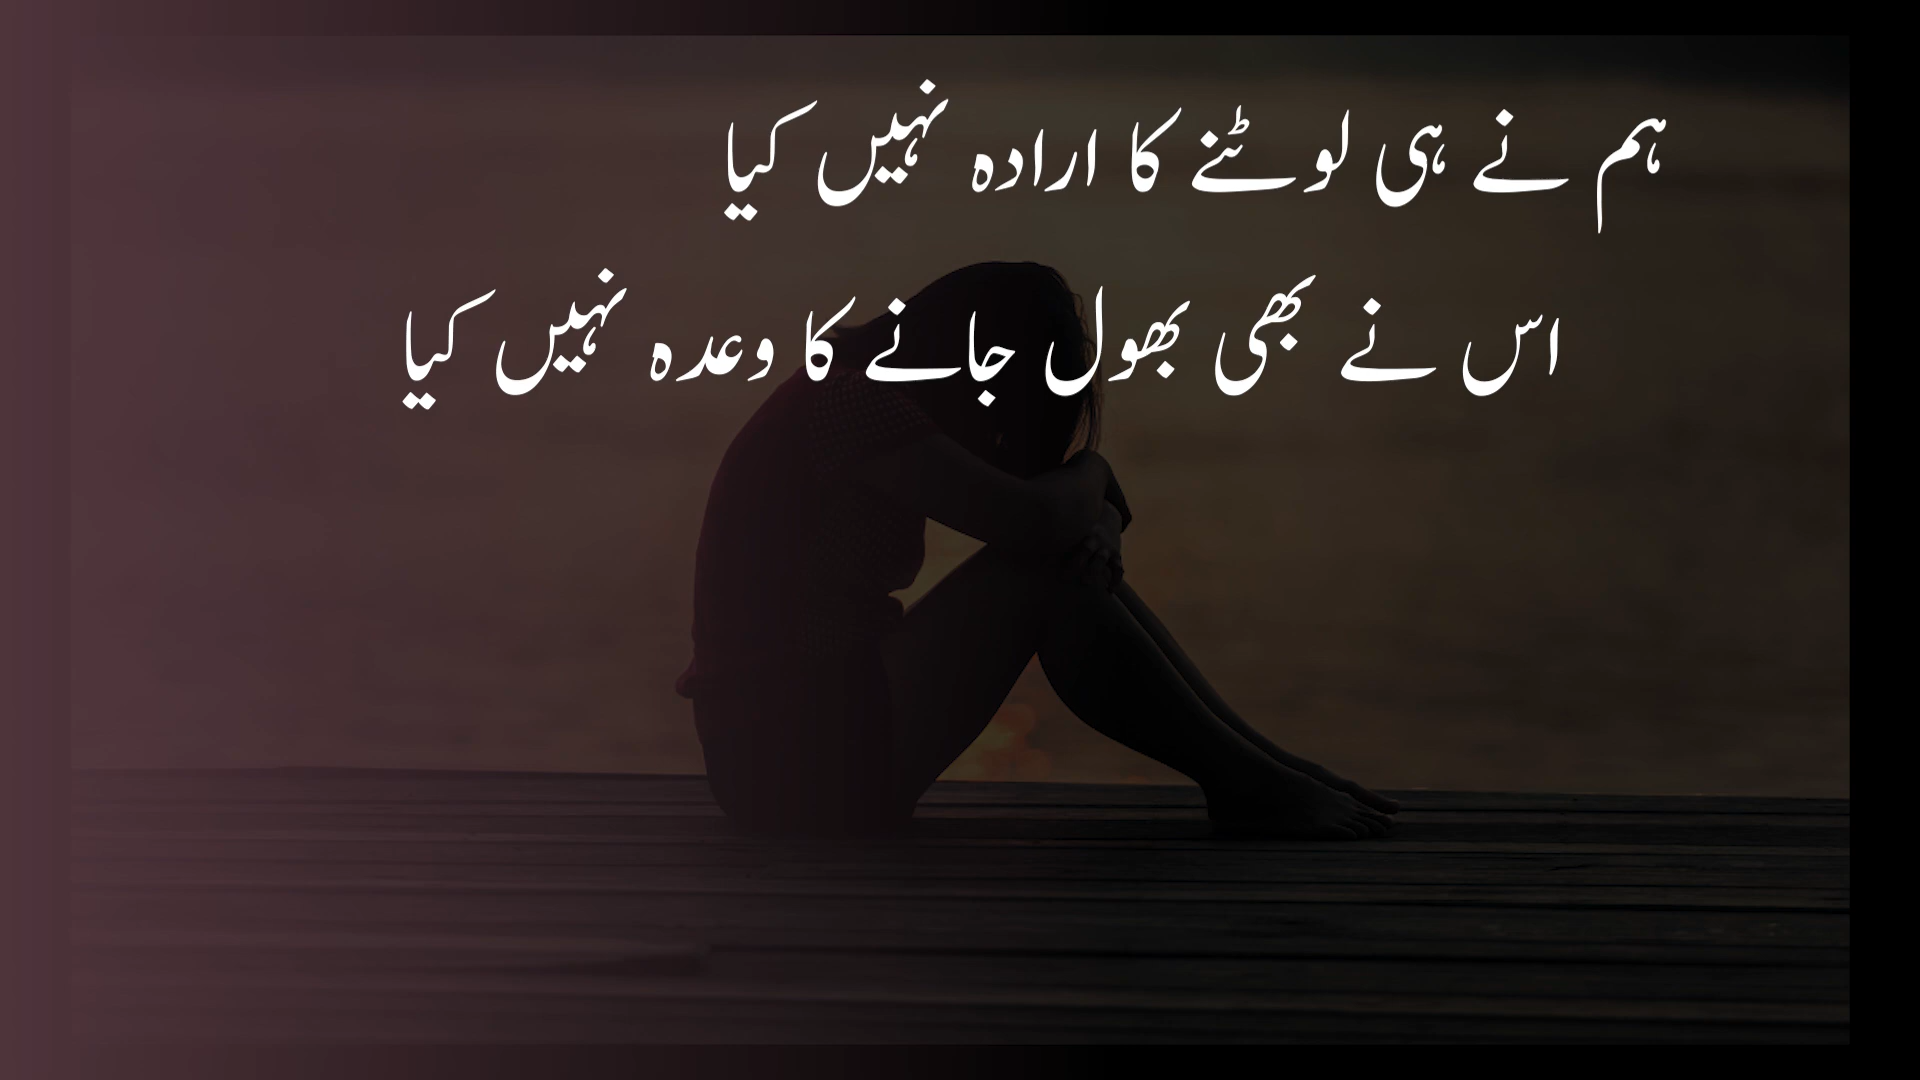 ہم نے ہی لوٹنے کا ارادہ نہیں کیا
اس نے بھی بھول جانے کا وعدہ نہیں کیا